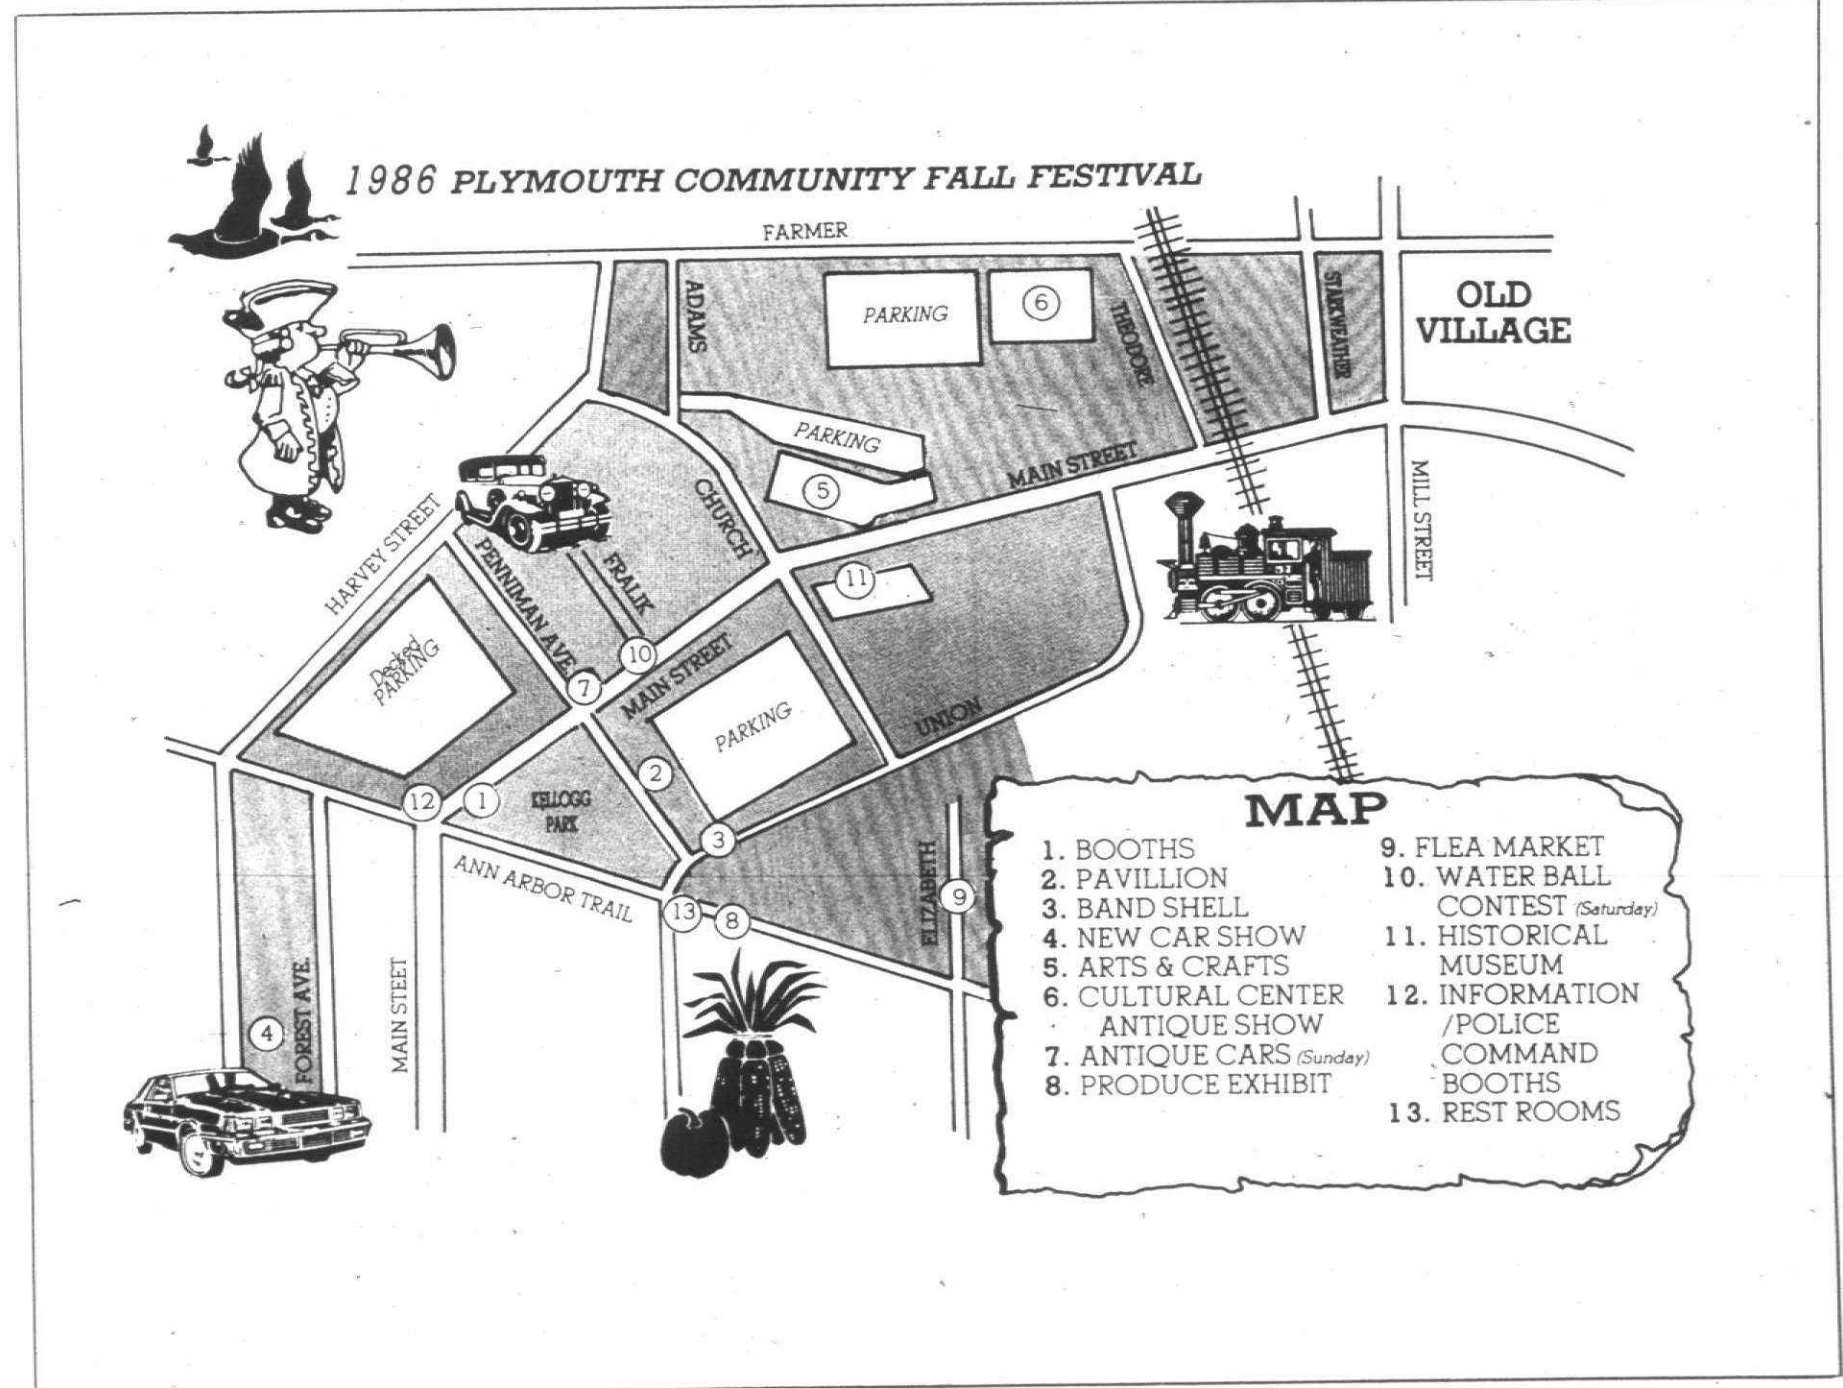 1986 PLYMOUTH COMMUNITY FALL FESTIVAL
FARMER
ADAMS
PARKING
6
THEODORE
STARKWEATHER
OLD
VILLAGE
PARKING
5
MAIN STREET
CHURCH
MILL STREET
HARVEY STREET
PENNIMAN AVE.
FRALIK
11
10
7
MAIN STREET
Decked
PARKING
PARKING
UNION
2
12
1
KELLOGG
PARK
3
ANN ARBOR TRAIL
13
8
ELIZABETH
9
4
FOREST AVE.
MAIN STEET
MAP
1. BOOTHS
2. PAVILLION
3. BAND SHELL
4. NEW CAR SHOW
5. ARTS & CRAFTS
6. CULTURAL CENTER
ANTIQUE SHOW
7. ANTIQUE CARS (Sunday)
8. PRODUCE EXHIBIT
9. FLEA MARKET
10. WATER BALL
CONTEST (Saturday)
11. HISTORICAL
MUSEUM
12. INFORMATION
/POLICE
COMMAND
BOOTHS
13. REST ROOMS